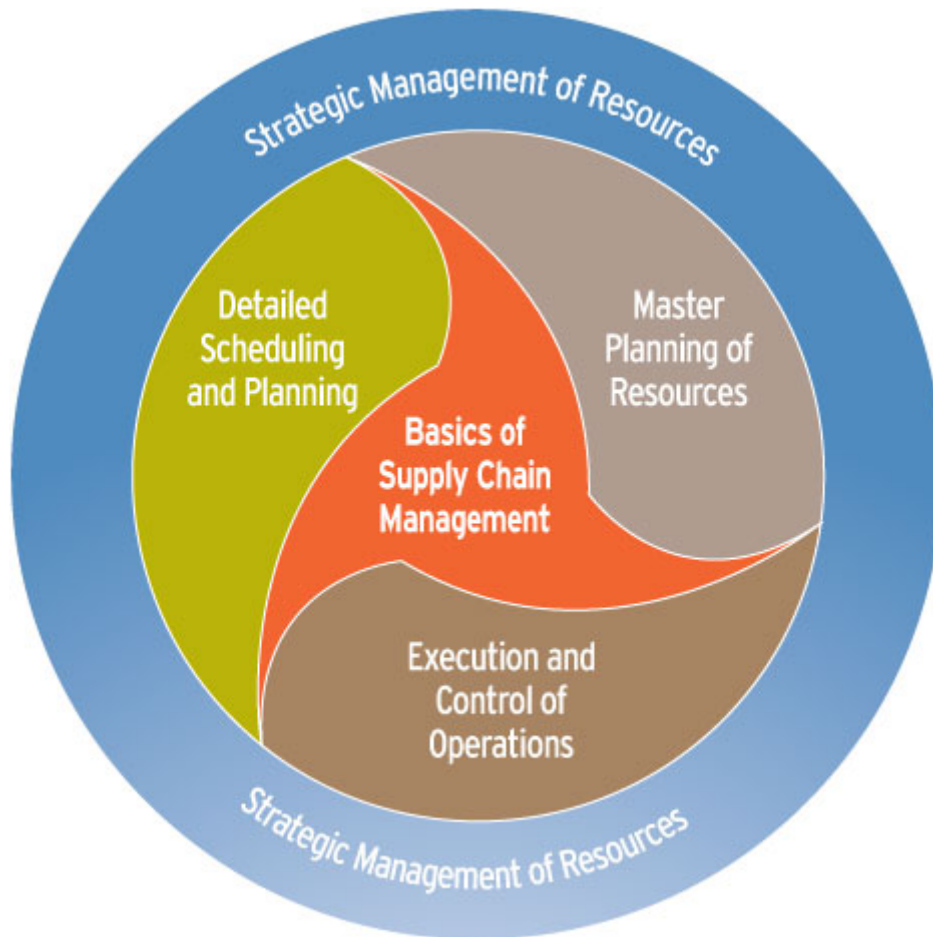 Strategic Management of Resources
Detailed
Scheduling
and Planning
Master
Planning of
Resources
Basics of
Supply Chain
Management
Execution and
Control of
Operations
Strategic Management of Resources